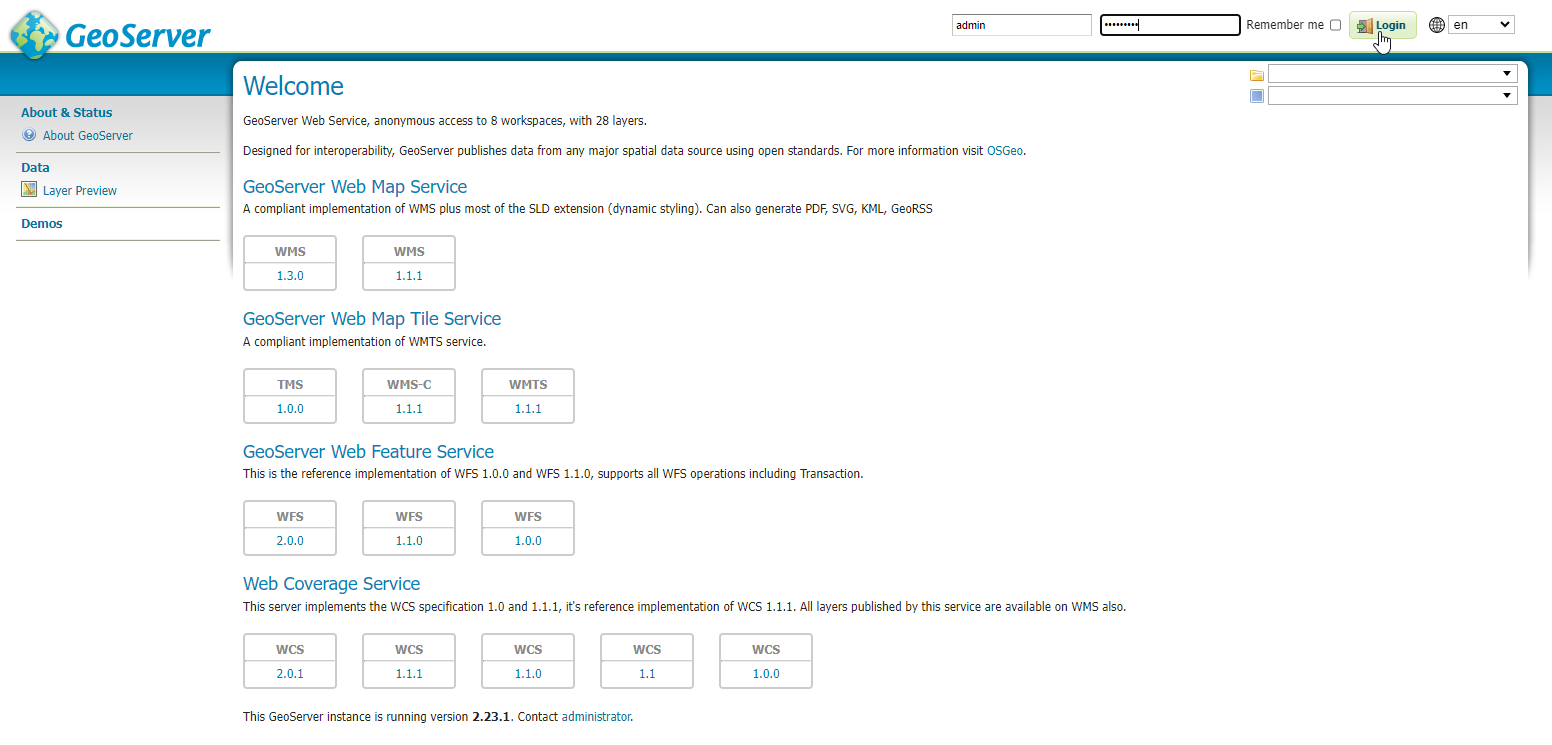 GeoServer
admin
•••••••••
Remember me
Login
en
About & Status
About GeoServer
Data
Layer Preview
Demos
Welcome
GeoServer Web Service, anonymous access to 8 workspaces, with 28 layers.
Designed for interoperability, GeoServer publishes data from any major spatial data source using open standards. For more information visit OSGeo.
GeoServer Web Map Service
A compliant implementation of WMS plus most of the SLD extension (dynamic styling). Can also generate PDF, SVG, KML, GeoRSS
WMS WMS
1.3.0 1.1.1
GeoServer Web Map Tile Service
A compliant implementation of WMTS service.
TMS WMS-C WMTS
1.0.0 1.1.1 1.1.1
GeoServer Web Feature Service
This is the reference implementation of WFS 1.0.0 and WFS 1.1.0, supports all WFS operations including Transaction.
WFS WFS WFS
2.0.0 1.1.0 1.0.0
Web Coverage Service
This server implements the WCS specification 1.0 and 1.1.1, it's reference implementation of WCS 1.1.1. All layers published by this service are available on WMS also.
WCS WCS WCS WCS WCS
2.0.1 1.1.1 1.1.0 1.1 1.0.0
This GeoServer instance is running version 2.23.1. Contact administrator.